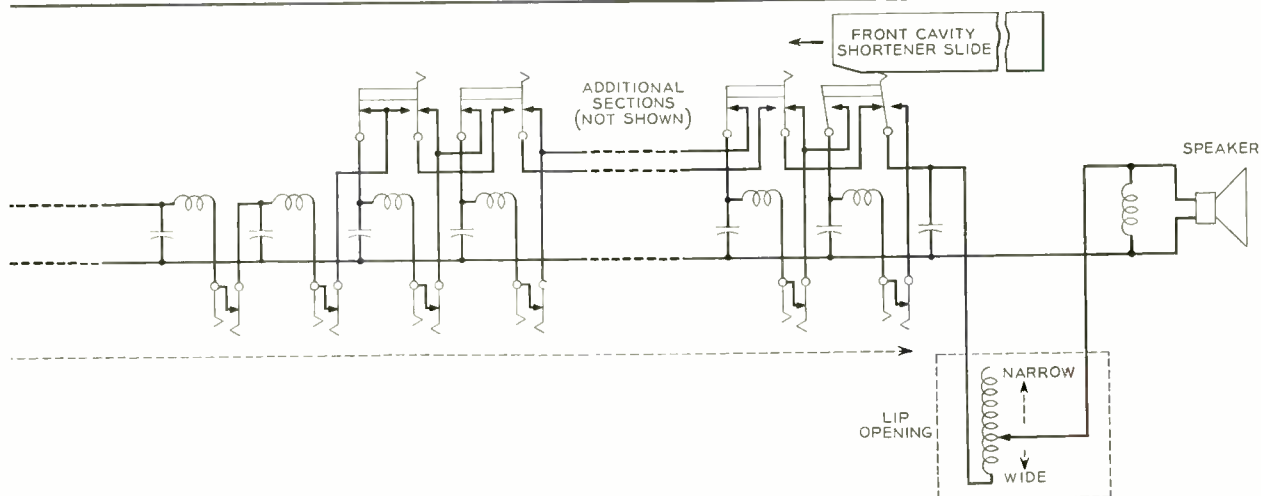 FRONT CAVITY
SHORTENER SLIDE
ADDITIONAL
SECTIONS
(NOT SHOWN)
SPEAKER
NARROW
LIP
OPENING
WIDE